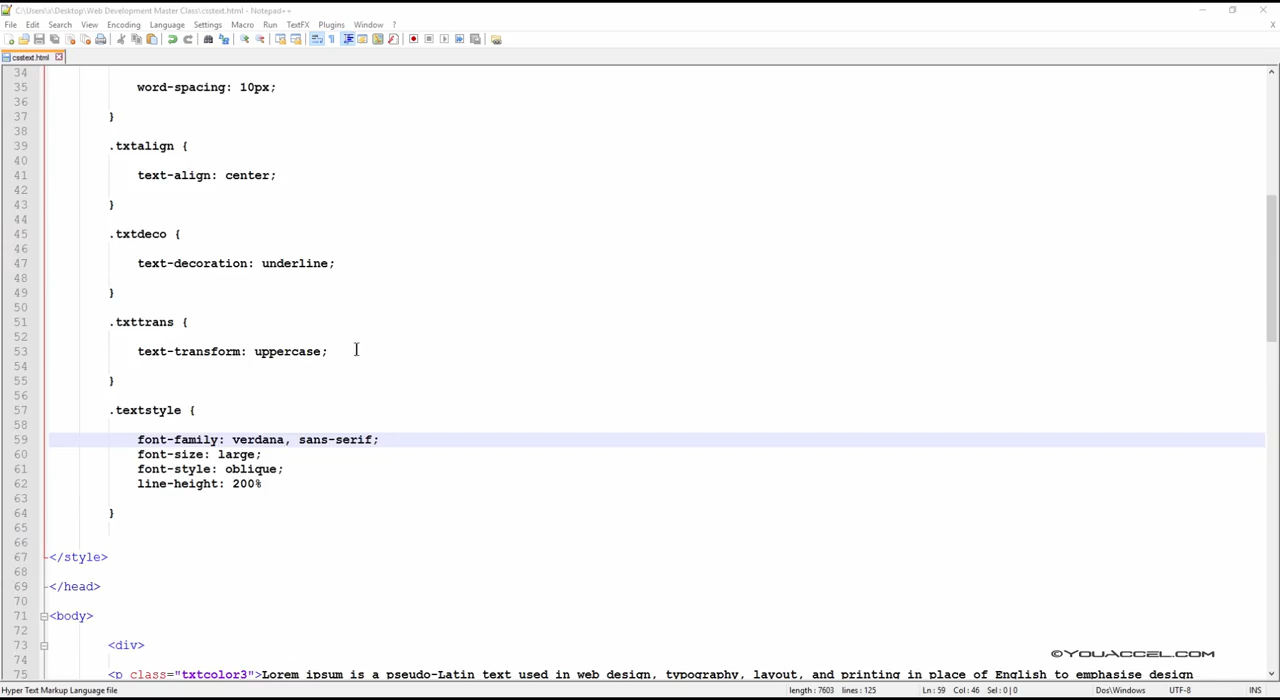 C:\Users\x\Desktop\Web Development Master Class\csstext.html - Notepad++
File Edit Search View Encoding Language Settings Macro Run TextFX Plugins Window ? X
csstext.html
34
35 word-spacing: 10px;
36
37 }
38
39 .txtalign {
40
41 text-align: center;
42
43 }
44
45 .txtdeco {
46
47 text-decoration: underline;
48
49 }
50
51 .txttrans {
52
53 text-transform: uppercase;
54
55 }
56
57 .textstyle {
58
59 font-family: verdana, sans-serif;
60 font-size: large;
61 font-style: oblique;
62 line-height: 200%
63
64 }
65
66
67 </style>
68
69 </head>
70
71 <body>
72
73 <div>
74
75 <p class="txtcolor3">Lorem ipsum is a pseudo-Latin text used in web design, typography, layout, and printing in place of English to emphasise design
©YOUACCEL.COM
Hyper Text Markup Language file length : 7603 lines : 125 Ln : 59 Col : 46 Sel : 0 | 0 Dos\Windows UTF-8 INS